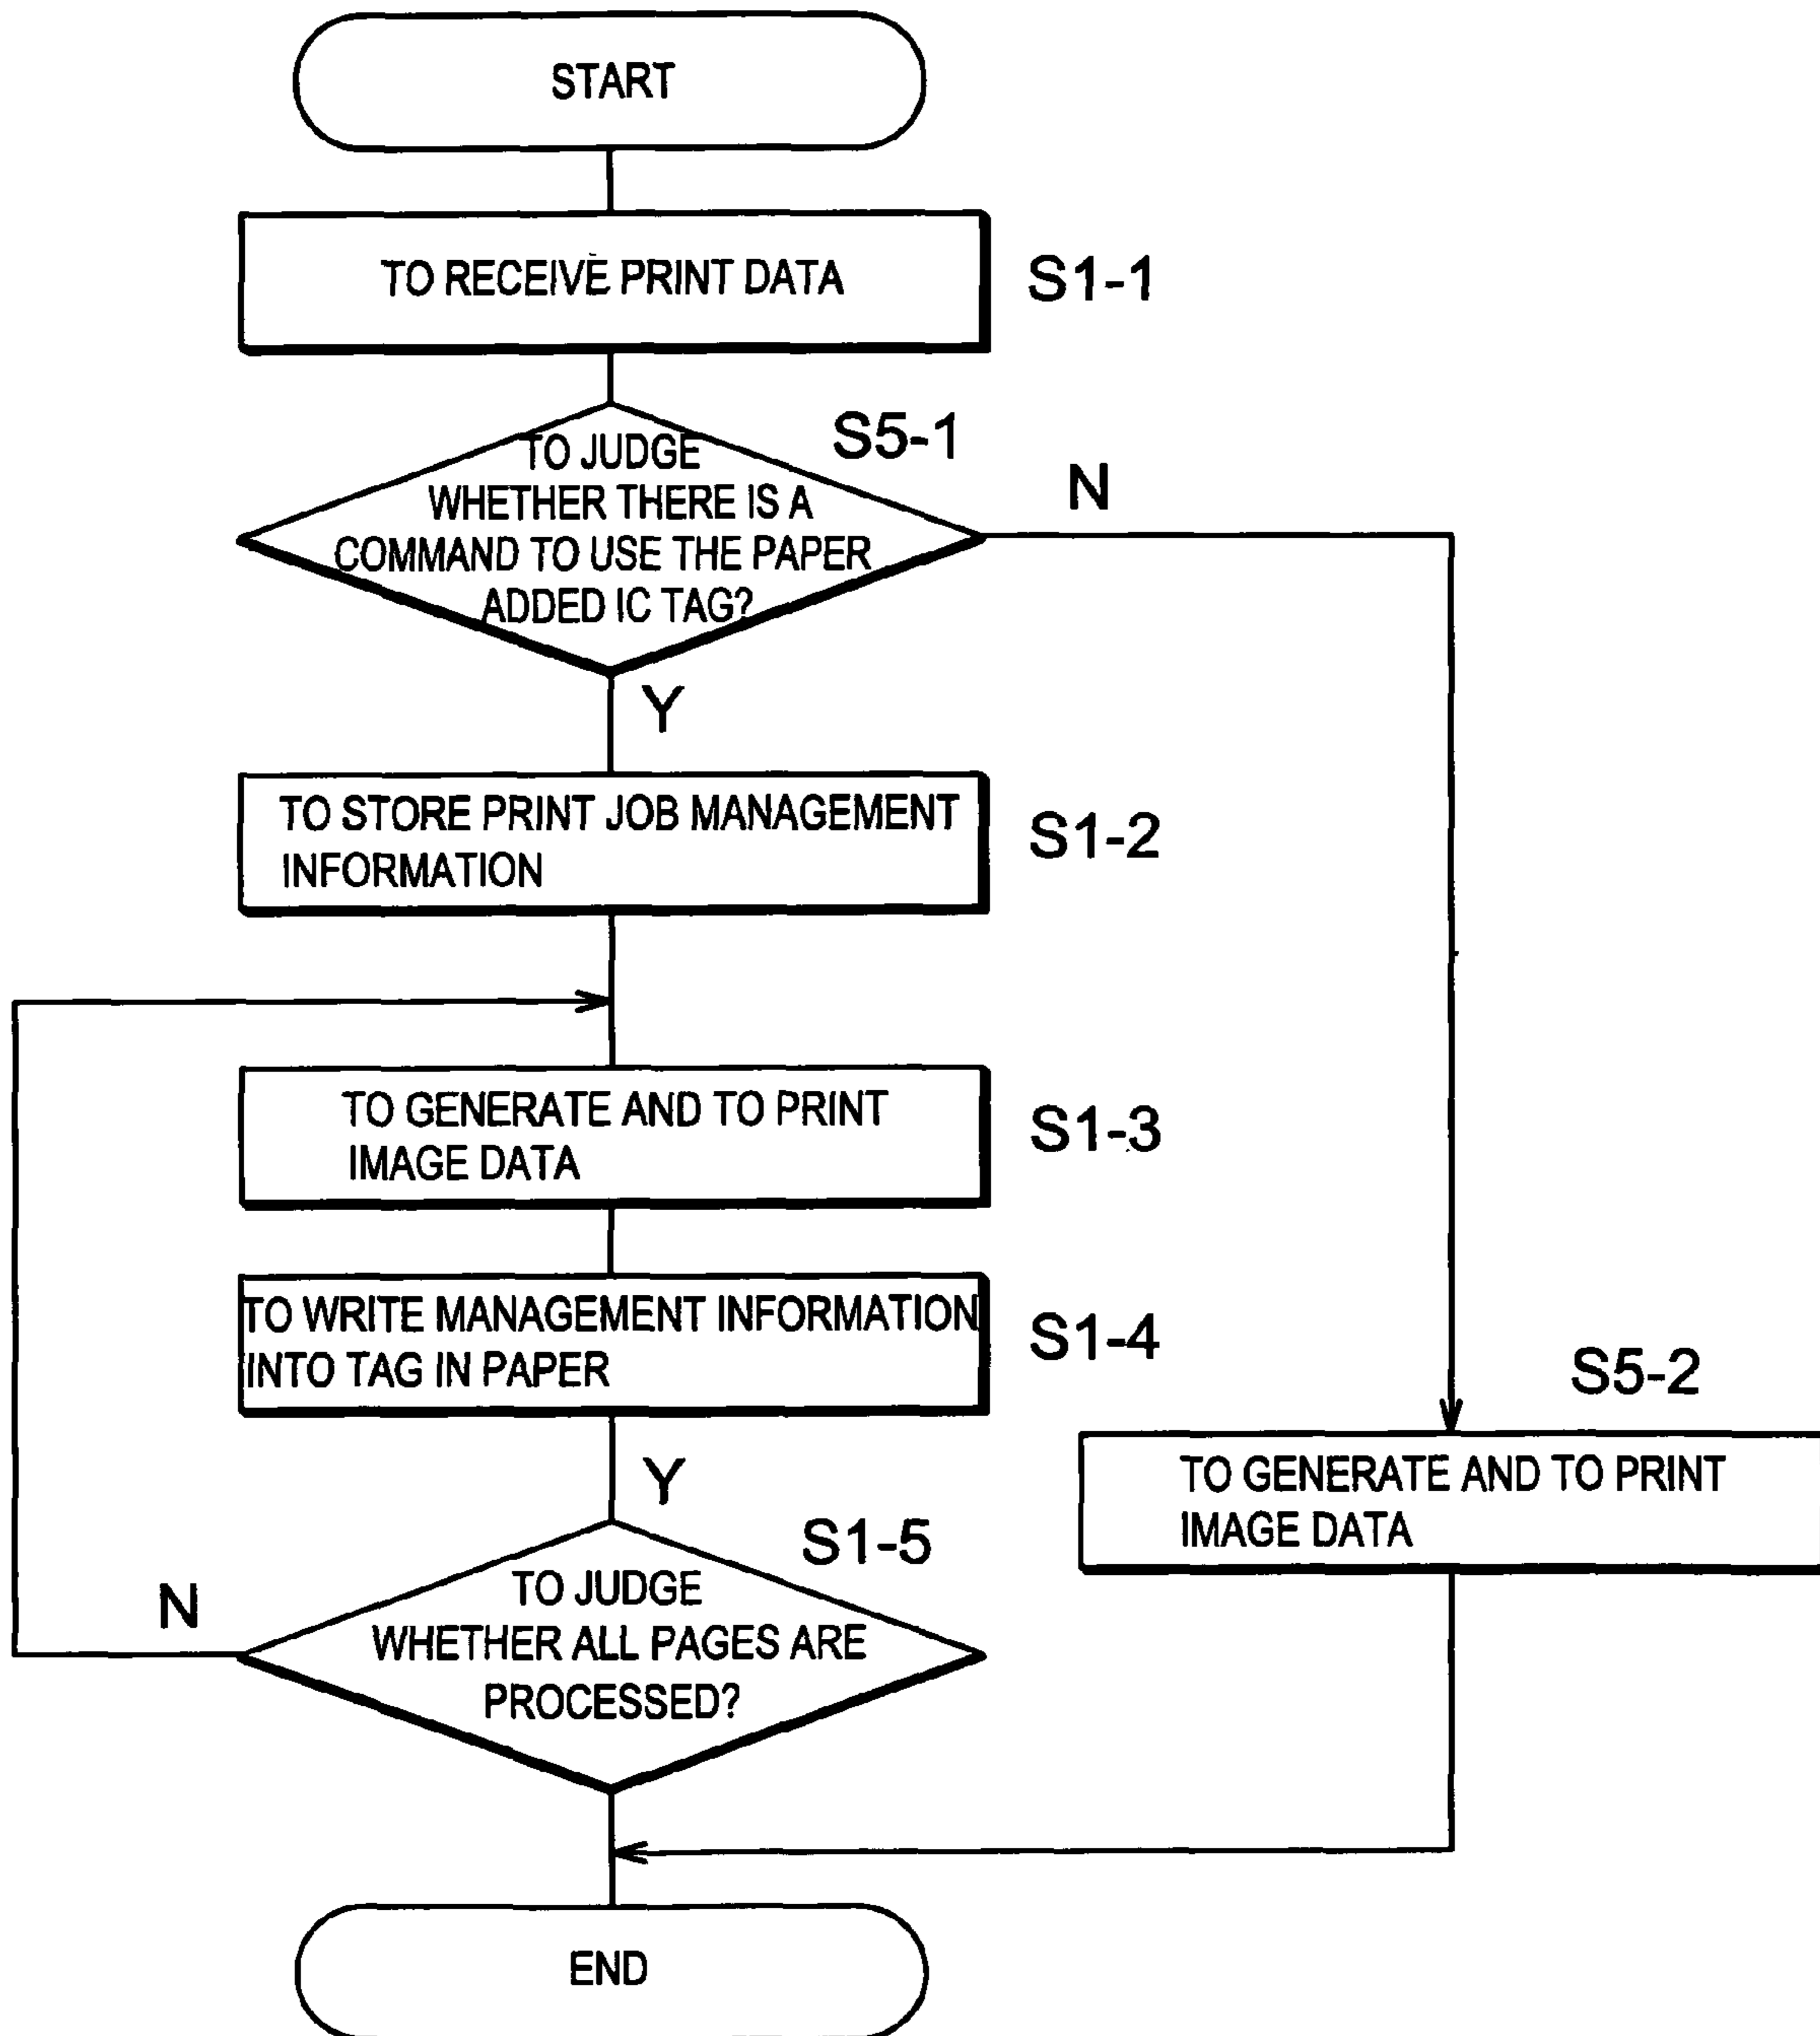 START
TO RECEIVE PRINT DATA
S1-1
S5-1
TO JUDGE
WHETHER THERE IS A
COMMAND TO USE THE PAPER
ADDED IC TAG?
N
Y
TO STORE PRINT JOB MANAGEMENT
INFORMATION
S1-2
TO GENERATE AND TO PRINT
IMAGE DATA
S1-3
TO WRITE MANAGEMENT INFORMATION
INTO TAG IN PAPER
S1-4
S5-2
TO GENERATE AND TO PRINT
IMAGE DATA
Y
S1-5
N
TO JUDGE
WHETHER ALL PAGES ARE
PROCESSED?
END